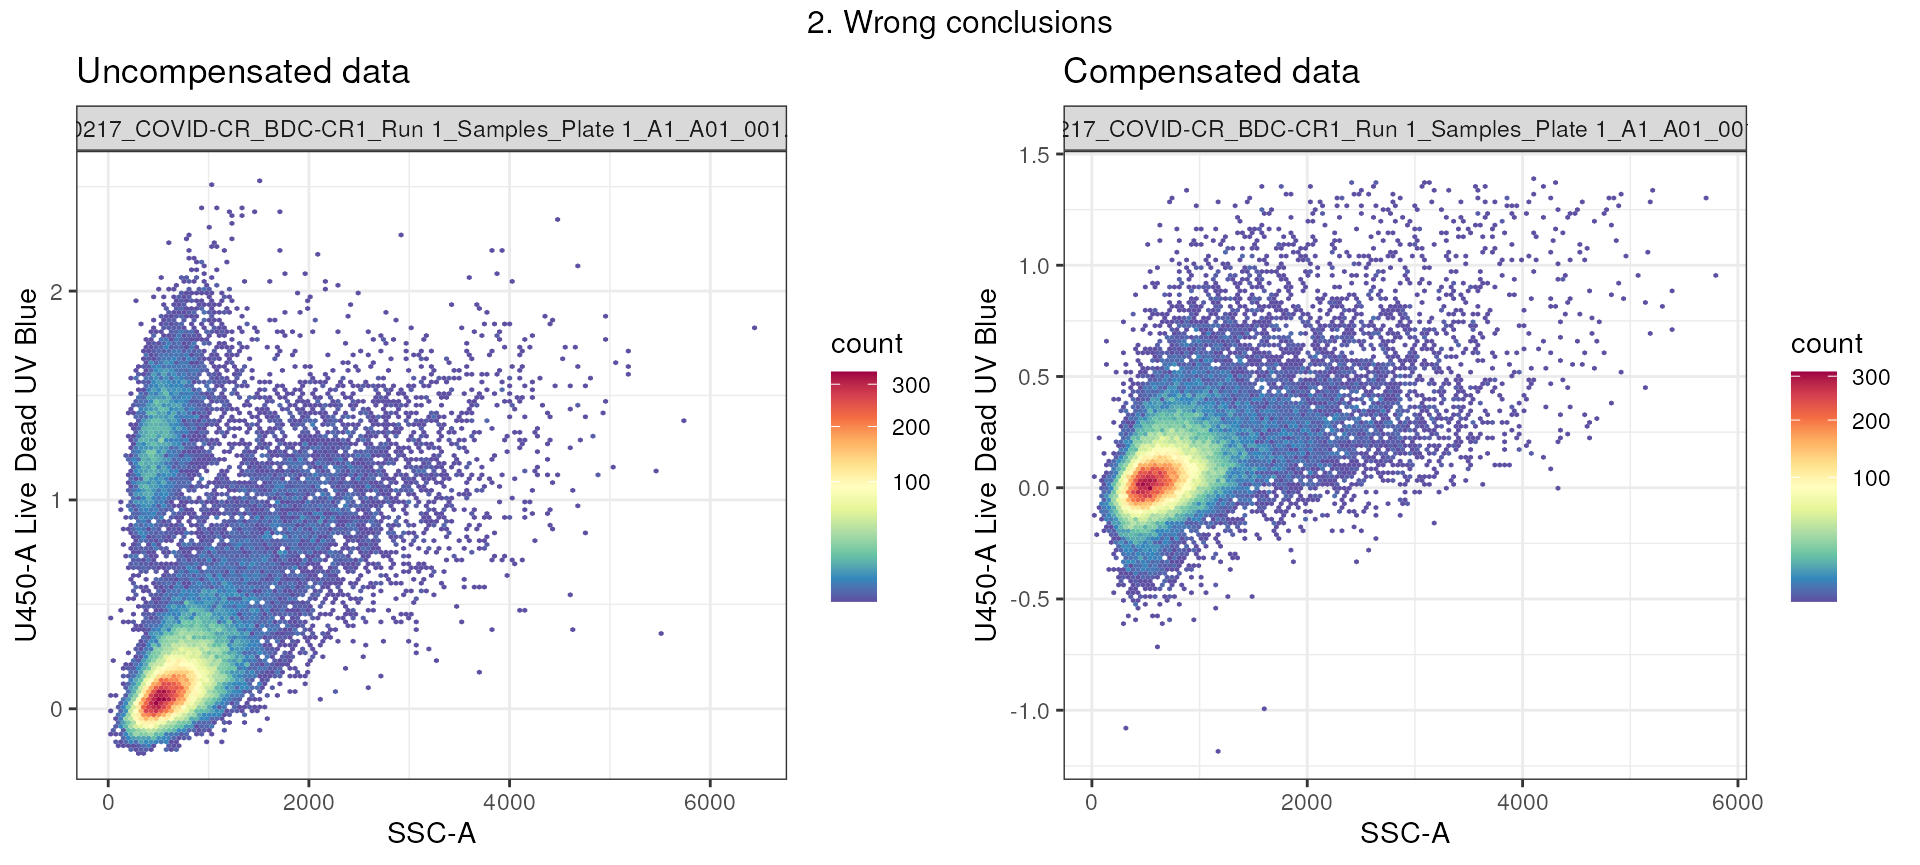 2. Wrong conclusions
Uncompensated data
0217_COVID-CR_BDC-CR1_Run 1_Samples_Plate 1_A1_A01_001.
U450-A Live Dead UV Blue
2
1
0
0
2000
4000
6000
SSC-A
count
300
200
100
Compensated data
217_COVID-CR_BDC-CR1_Run 1_Samples_Plate 1_A1_A01_00
U450-A Live Dead UV Blue
1.5
1.0
0.5
0.0
-0.5
-1.0
0
2000
4000
6000
SSC-A
count
300
200
100